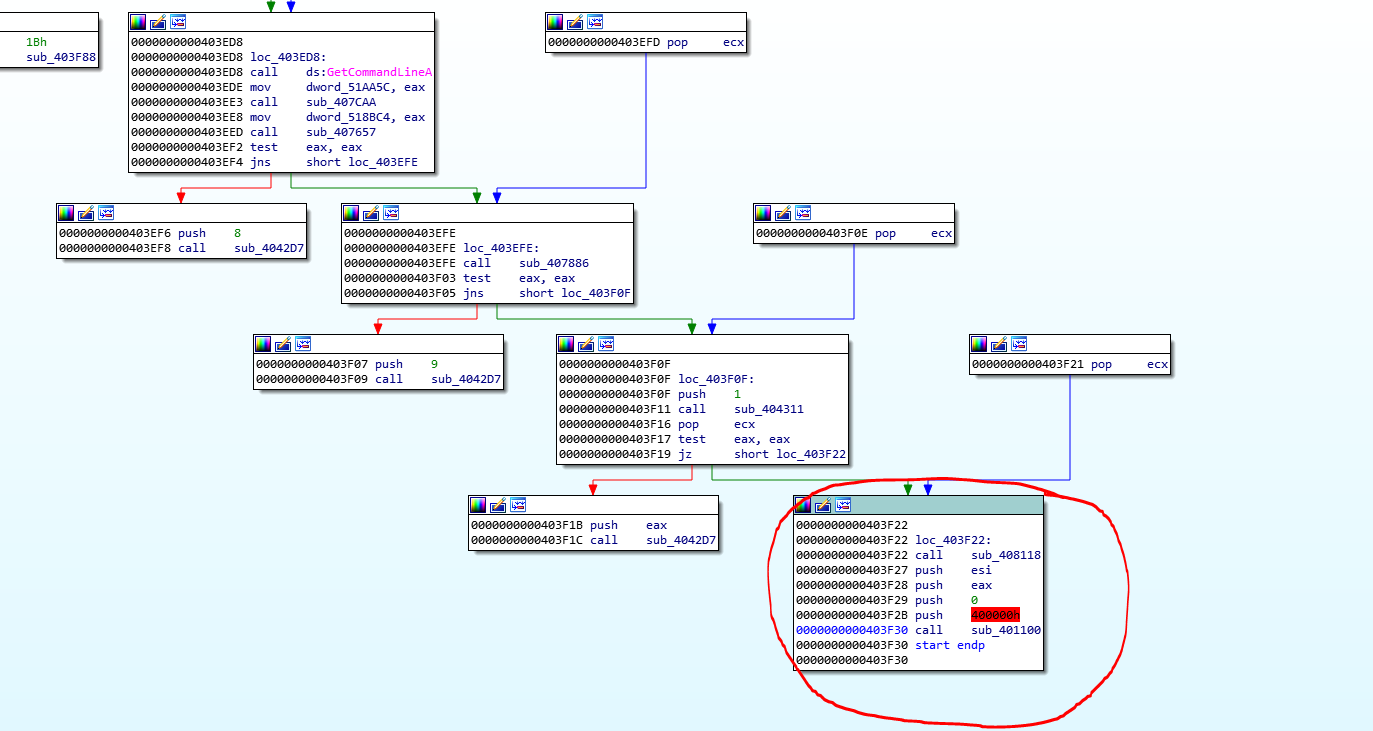 1Bh
sub_403F88
0000000000403ED8
0000000000403ED8 loc_403ED8:
0000000000403ED8 call ds:GetCommandLineA
0000000000403EDE mov dword_51AA5C, eax
0000000000403EE3 call sub_407CAA
0000000000403EE8 mov dword_518BC4, eax
0000000000403EED call sub_407657
0000000000403EF2 test eax, eax
0000000000403EF4 jns short loc_403EFE
0000000000403EFD pop ecx
0000000000403EF6 push 8
0000000000403EF8 call sub_4042D7
0000000000403EFE
0000000000403EFE loc_403EFE:
0000000000403EFE call sub_407886
0000000000403F03 test eax, eax
0000000000403F05 jns short loc_403F0F
0000000000403F0E pop ecx
0000000000403F07 push 9
0000000000403F09 call sub_4042D7
0000000000403F0F
0000000000403F0F loc_403F0F:
0000000000403F0F push 1
0000000000403F11 call sub_404311
0000000000403F16 pop ecx
0000000000403F17 test eax, eax
0000000000403F19 jz short loc_403F22
0000000000403F21 pop ecx
0000000000403F1B push eax
0000000000403F1C call sub_4042D7
0000000000403F22
0000000000403F22 loc_403F22:
0000000000403F22 call sub_408118
0000000000403F27 push esi
0000000000403F28 push eax
0000000000403F29 push 0
0000000000403F2B push 400000h
0000000000403F30 call sub_401100
0000000000403F30 start endp
0000000000403F30